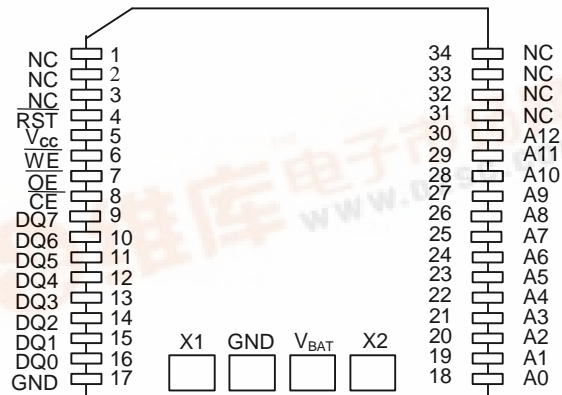 NC 1 34 NC
NC 2 33 NC
NC 3 32 NC
RST 4 31 NC
Vcc 5 30 A12
WE 6 29 A11
OE 7 28 A10
CE 8 27 A9
DQ7 9 26 A8
DQ6 10 25 A7
DQ5 11 24 A6
DQ4 12 23 A5
DQ3 13 22 A4
DQ2 14 21 A3
DQ1 15 20 A2
DQ0 16 19 A1
GND 17 18 A0
X1 GND VBAT X2